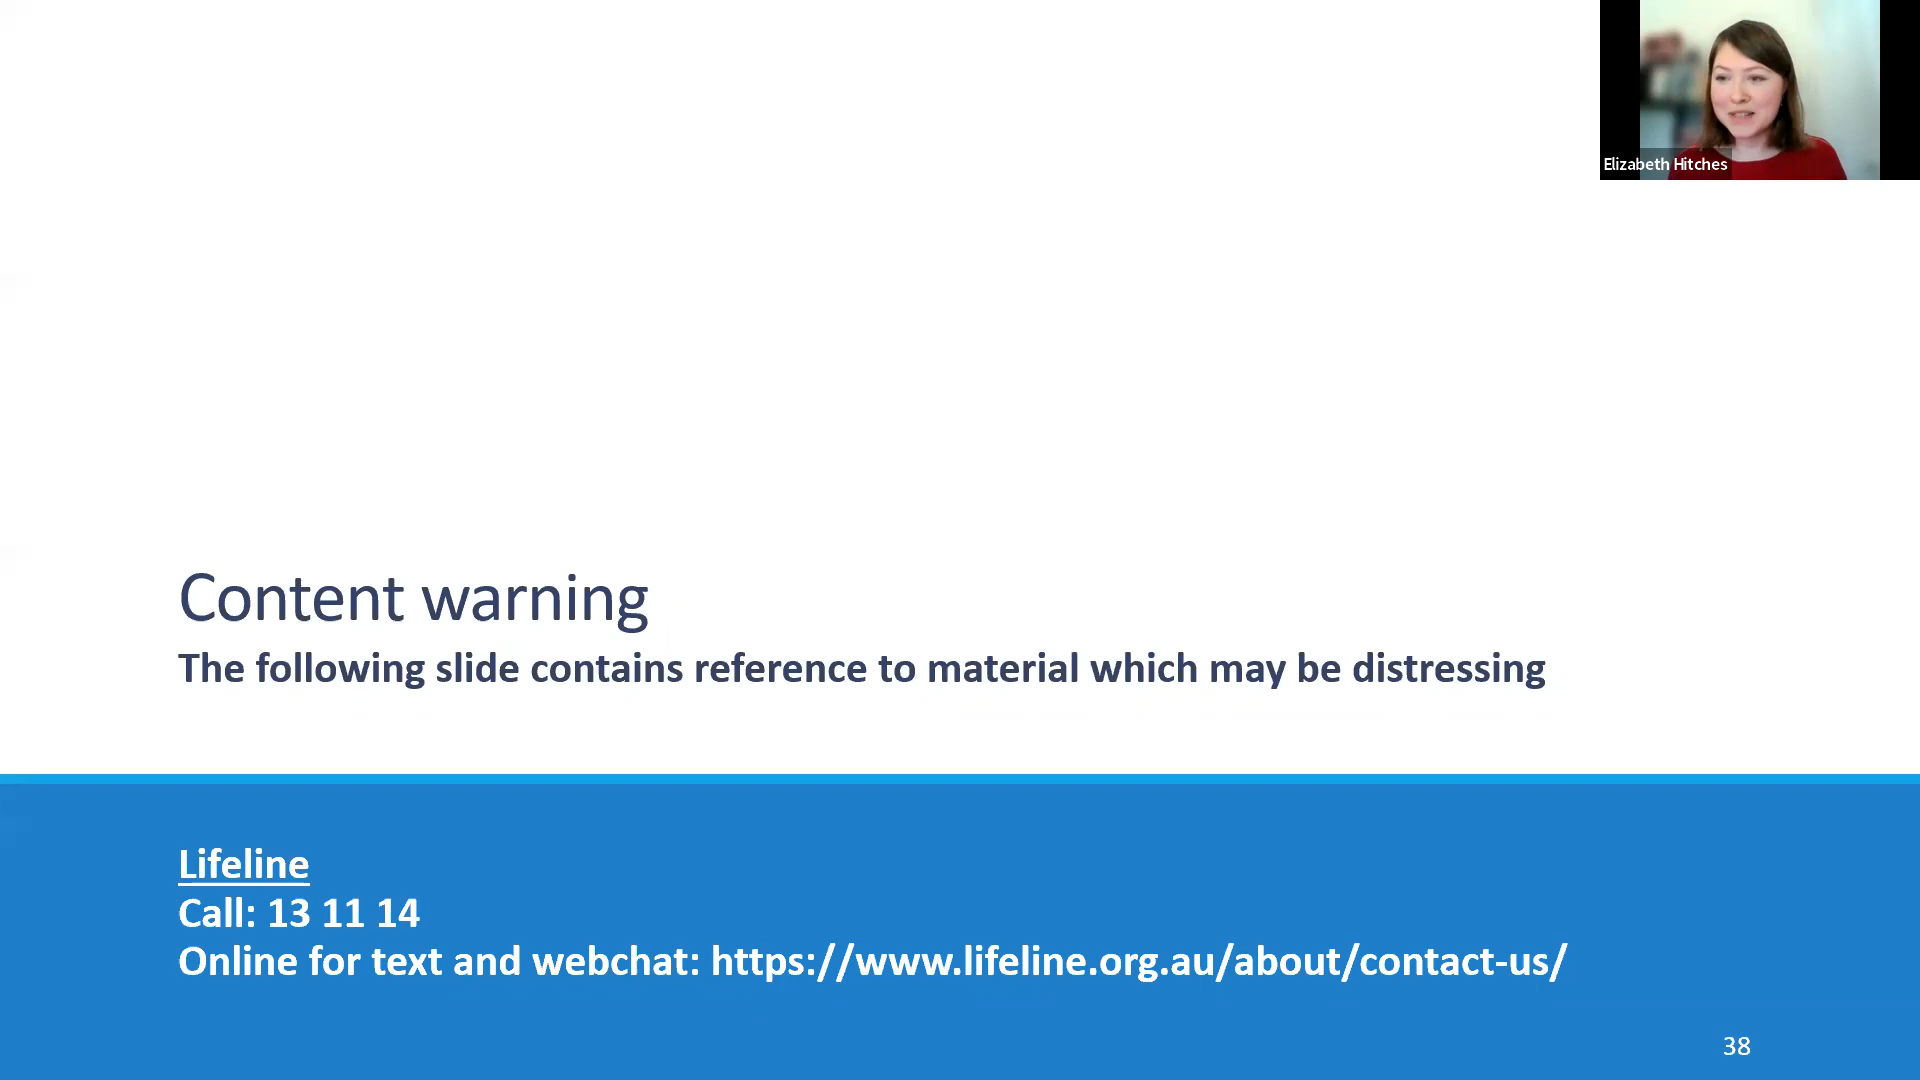 Elizabeth Hitches
Content warning
The following slide contains reference to material which may be distressing
Lifeline
Call: 13 11 14
Online for text and webchat: https://www.lifeline.org.au/about/contact-us/
38